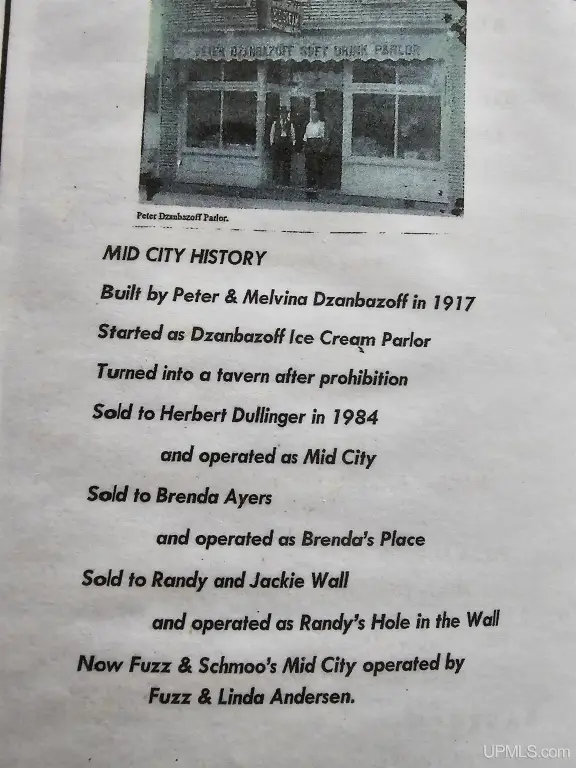 PETER DZANBAZOFF SOFT DRINK PARLOR
Peter Dzanbazoff Parlor.
MID CITY HISTORY
Built by Peter & Melvina Dzanbazoff in 1917
Started as Dzanbazoff Ice Cream Parlor
Turned into a tavern after prohibition
Sold to Herbert Dullinger in 1984
and operated as Mid City
Sold to Brenda Ayers
and operated as Brenda's Place
Sold to Randy and Jackie Wall
and operated as Randy's Hole in the Wall
Now Fuzz & Schmoo's Mid City operated by
Fuzz & Linda Andersen.
UPMLS.com